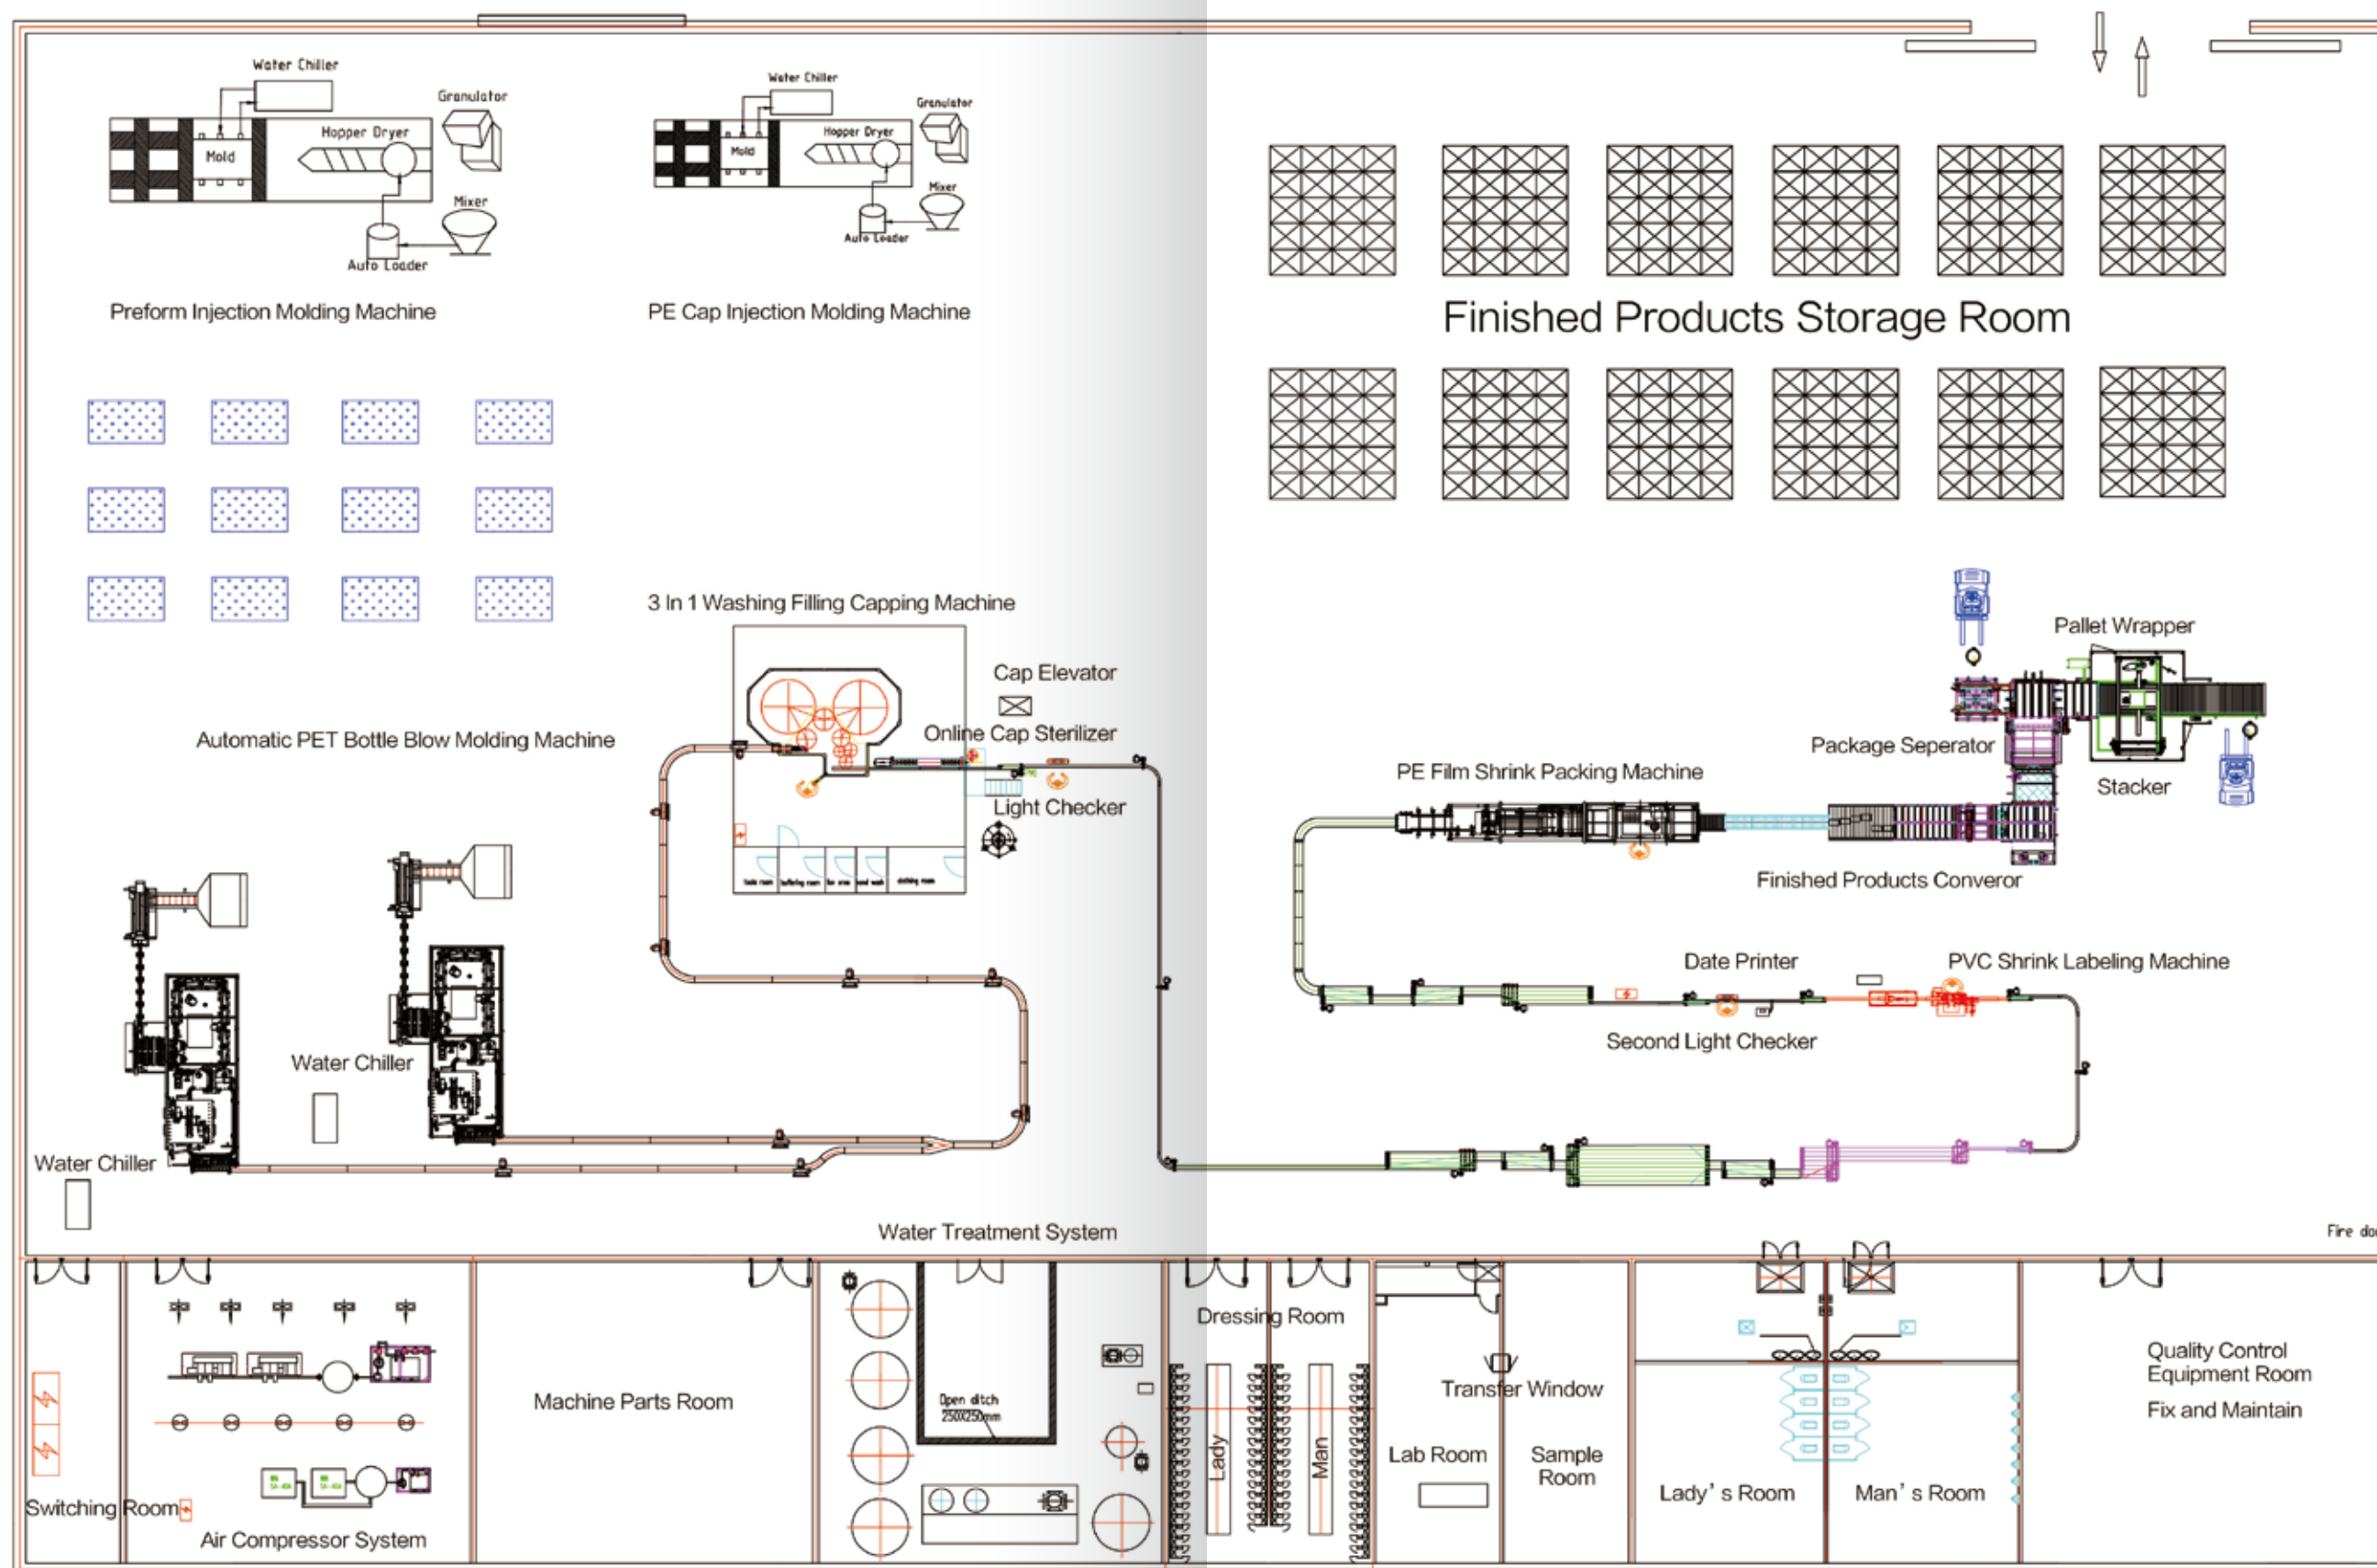 Water Chiller
Granulator
Hopper Dryer
Mold
Mixer
Auto Loader
Preform Injection Molding Machine
Water Chiller
Granulator
Hopper Dryer
Mold
Mixer
Auto Loader
PE Cap Injection Molding Machine
Finished Products Storage Room
3 In 1 Washing Filling Capping Machine
Cap Elevator
Online Cap Sterilizer
Light Checker
Automatic PET Bottle Blow Molding Machine
Water Chiller
Water Chiller
Pallet Wrapper
Package Seperator
Stacker
PE Film Shrink Packing Machine
Finished Products Converor
Date Printer
PVC Shrink Labeling Machine
Second Light Checker
Water Treatment System
Fire do
Switching Room
Air Compressor System
Machine Parts Room
Open ditch
250X250mm
Dressing Room
Lady
Man
Transfer Window
Lab Room
Sample
Room
Lady's Room
Man's Room
Quality Control
Equipment Room
Fix and Maintain